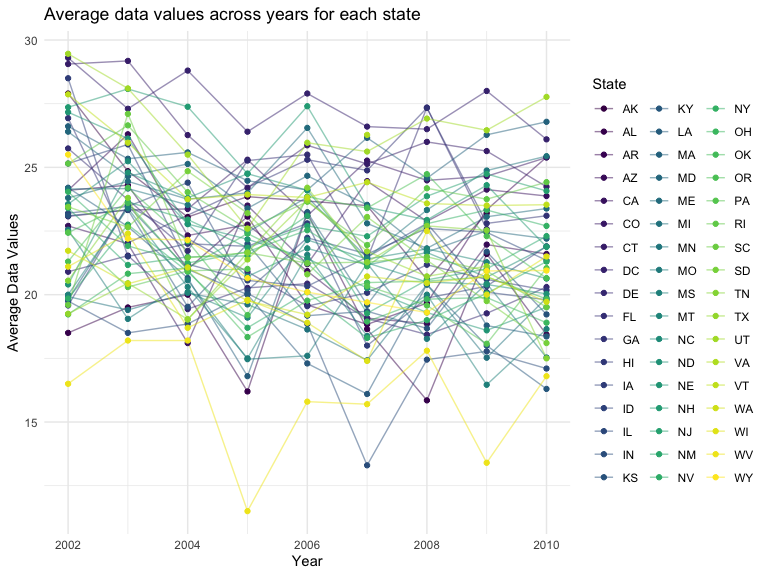 Average data values across years for each state
30
25
20
15
Average Data Values
2002 2004 2006 2008 2010
Year
State
AK KY NY
AL LA OH
AR MA OK
AZ MD OR
CA ME PA
CO MI RI
CT MN SC
DC MO SD
DE MS TN
FL MT TX
GA NC UT
HI ND VA
IA NE VT
ID NH WA
IL NJ WI
IN NM WV
KS NV WY